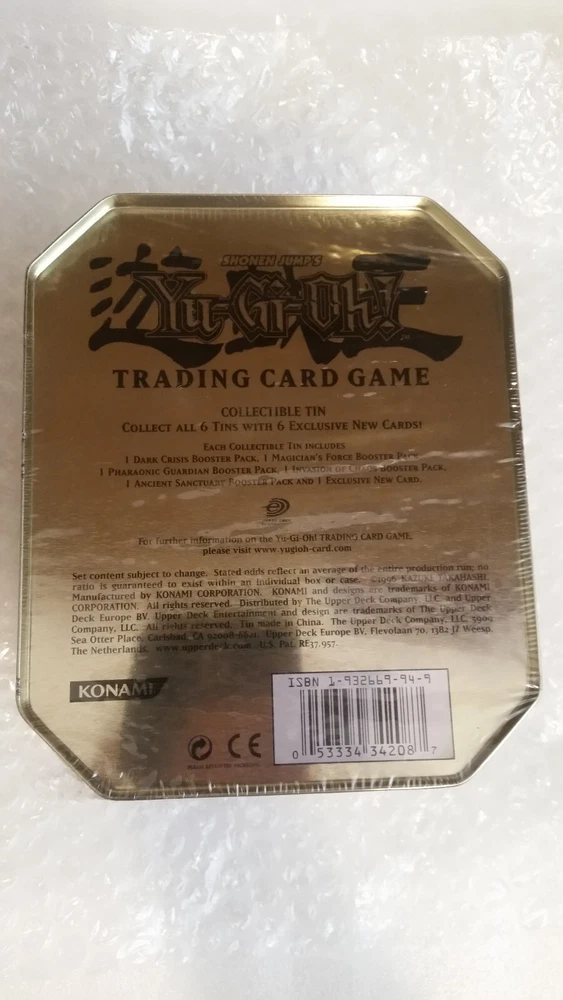 SHONEN JUMP'S
Yu-Gi-Oh!
TRADING CARD GAME
COLLECTIBLE TIN
COLLECT ALL 6 TINS WITH 6 EXCLUSIVE NEW CARDS!
EACH COLLECTIBLE TIN INCLUDES
1 DARK CRISIS BOOSTER PACK, 1 MAGICIAN'S FORCE BOOSTER PACK,
1 PHARAONIC GUARDIAN BOOSTER PACK, 1 INVASION OF CHAOS BOOSTER PACK,
1 ANCIENT SANCTUARY BOOSTER PACK AND 1 EXCLUSIVE NEW CARD.
For further information on the Yu-Gi-Oh! TRADING CARD GAME,
please visit www.yugioh-card.com
Set content subject to change. Stated odds reflect an average of the entire production run; no
ratio is guaranteed to exist within an individual box or case. ©1996 KAZUKI TAKAHASHI.
Manufactured by KONAMI CORPORATION. KONAMI and designs are trademarks of KONAMI
CORPORATION. All rights reserved. Distributed by The Upper Deck Company, LLC and Upper
Deck Europe BV. Upper Deck Entertainment and design are trademarks of The Upper Deck
Company, LLC. All rights reserved. Tin made in China. The Upper Deck Company, LLC, 5909
Sea Otter Place, Carlsbad, CA 92008-6621. Upper Deck Europe BV, Flevolaan 70, 1382 JZ Weesp,
The Netherlands. www.upperdeck.com U.S. Pat. RE37,957.
KONAMI
CE
ISBN 1-932669-94-9
0 53334 34208 7